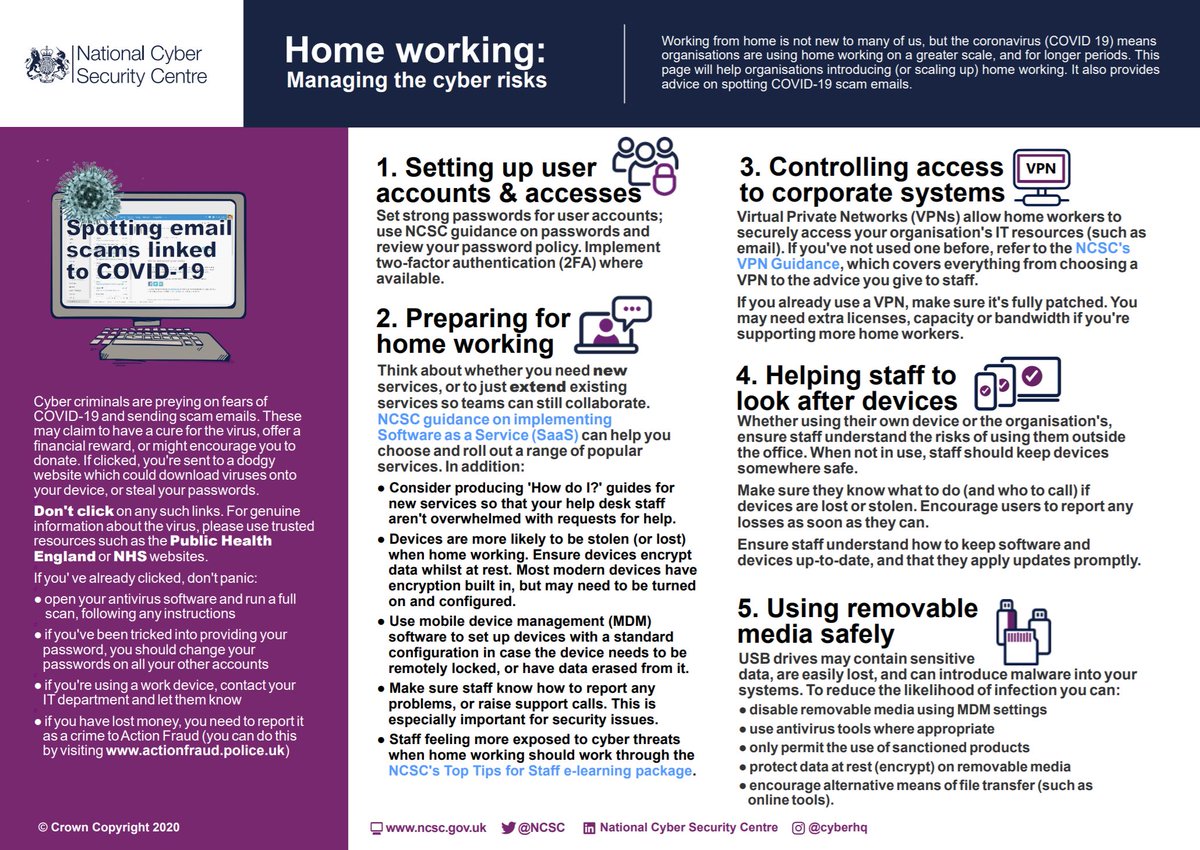 National Cyber
Security Centre
Home working:
Managing the cyber risks
Working from home is not new to many of us, but the coronavirus (COVID 19) means
organisations are using home working on a greater scale, and for longer periods. This
page will help organisations introducing (or scaling up) home working. It also provides
advice on spotting COVID-19 scam emails.
Spotting email
scams linked
to COVID-19
Cyber criminals are preying on fears of
COVID-19 and sending scam emails. These
may claim to have a cure for the virus, offer a
financial reward, or might encourage you to
donate. If clicked, you're sent to a dodgy
website which could download viruses onto
your device, or steal your passwords.
Don't click on any such links. For genuine
information about the virus, please use trusted
resources such as the Public Health
England or NHS websites.
If you' ve already clicked, don't panic:
● open your antivirus software and run a full
scan, following any instructions
● if you've been tricked into providing your
password, you should change your
passwords on all your other accounts
● if you're using a work device, contact your
IT department and let them know
● if you have lost money, you need to report it
as a crime to Action Fraud (you can do this
by visiting www.actionfraud.police.uk)
© Crown Copyright 2020
1. Setting up user
accounts & accesses
Set strong passwords for user accounts;
use NCSC guidance on passwords and
review your password policy. Implement
two-factor authentication (2FA) where
available.
2. Preparing for
home working
Think about whether you need new
services, or to just extend existing
services so teams can still collaborate.
NCSC guidance on implementing
Software as a Service (SaaS) can help you
choose and roll out a range of popular
services. In addition:
● Consider producing 'How do I?' guides for
new services so that your help desk staff
aren't overwhelmed with requests for help.
● Devices are more likely to be stolen (or lost)
when home working. Ensure devices encrypt
data whilst at rest. Most modern devices have
encryption built in, but may need to be turned
on and configured.
● Use mobile device management (MDM)
software to set up devices with a standard
configuration in case the device needs to be
remotely locked, or have data erased from it.
● Make sure staff know how to report any
problems, or raise support calls. This is
especially important for security issues.
● Staff feeling more exposed to cyber threats
when home working should work through the
NCSC's Top Tips for Staff e-learning package.
3. Controlling access
to corporate systems
VPN
Virtual Private Networks (VPNs) allow home workers to
securely access your organisation's IT resources (such as
email). If you've not used one before, refer to the NCSC's
VPN Guidance, which covers everything from choosing a
VPN to the advice you give to staff.
If you already use a VPN, make sure it's fully patched. You
may need extra licenses, capacity or bandwidth if you're
supporting more home workers.
4. Helping staff to
look after devices
Whether using their own device or the organisation's,
ensure staff understand the risks of using them outside
the office. When not in use, staff should keep devices
somewhere safe.
Make sure they know what to do (and who to call) if
devices are lost or stolen. Encourage users to report any
losses as soon as they can.
Ensure staff understand how to keep software and
devices up-to-date, and that they apply updates promptly.
5. Using removable
media safely
USB drives may contain sensitive
data, are easily lost, and can introduce malware into your
systems. To reduce the likelihood of infection you can:
● disable removable media using MDM settings
● use antivirus tools where appropriate
● only permit the use of sanctioned products
● protect data at rest (encrypt) on removable media
● encourage alternative means of file transfer (such as
online tools).
www.ncsc.gov.uk @NCSC National Cyber Security Centre @cyberhq